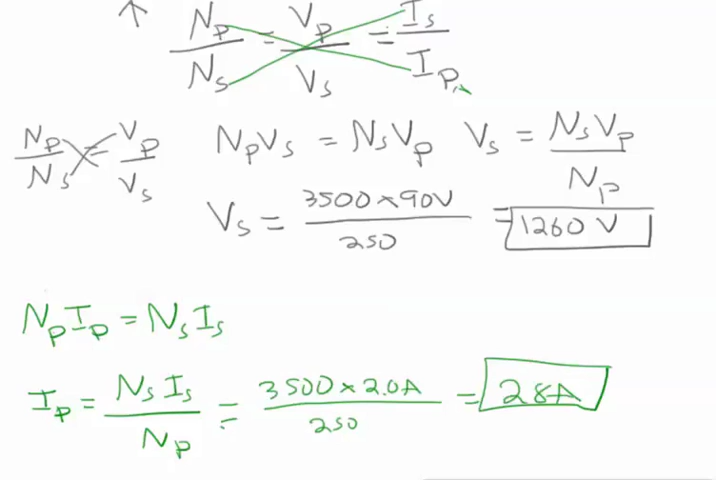 ↑ Np/Ns = Vp/Vs = Is/Ip
Np/Ns = Vp/Vs
NpVs = NsVp Vs = NsVp/Np
Vs = 3500 × 90V / 250 = 1260 V
NpIp = NsIs
Ip = NsIs/Np = 3500 × 2.0A / 250 = 28A